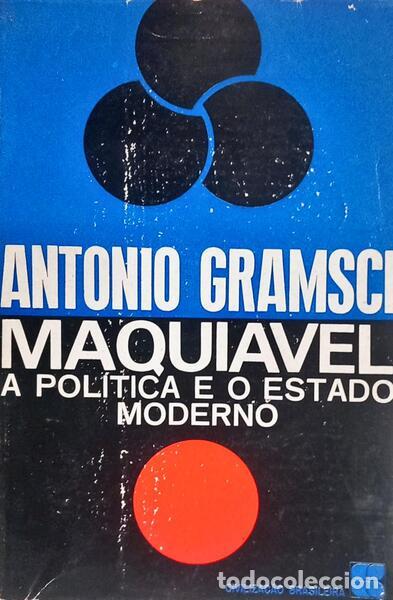 ANTONIO GRAMSCI
MAQUIAVEL
A POLÍTICA E O ESTADO
MODERNO
CIVILIZAÇÃO BRASILEIRA
todocoleccion